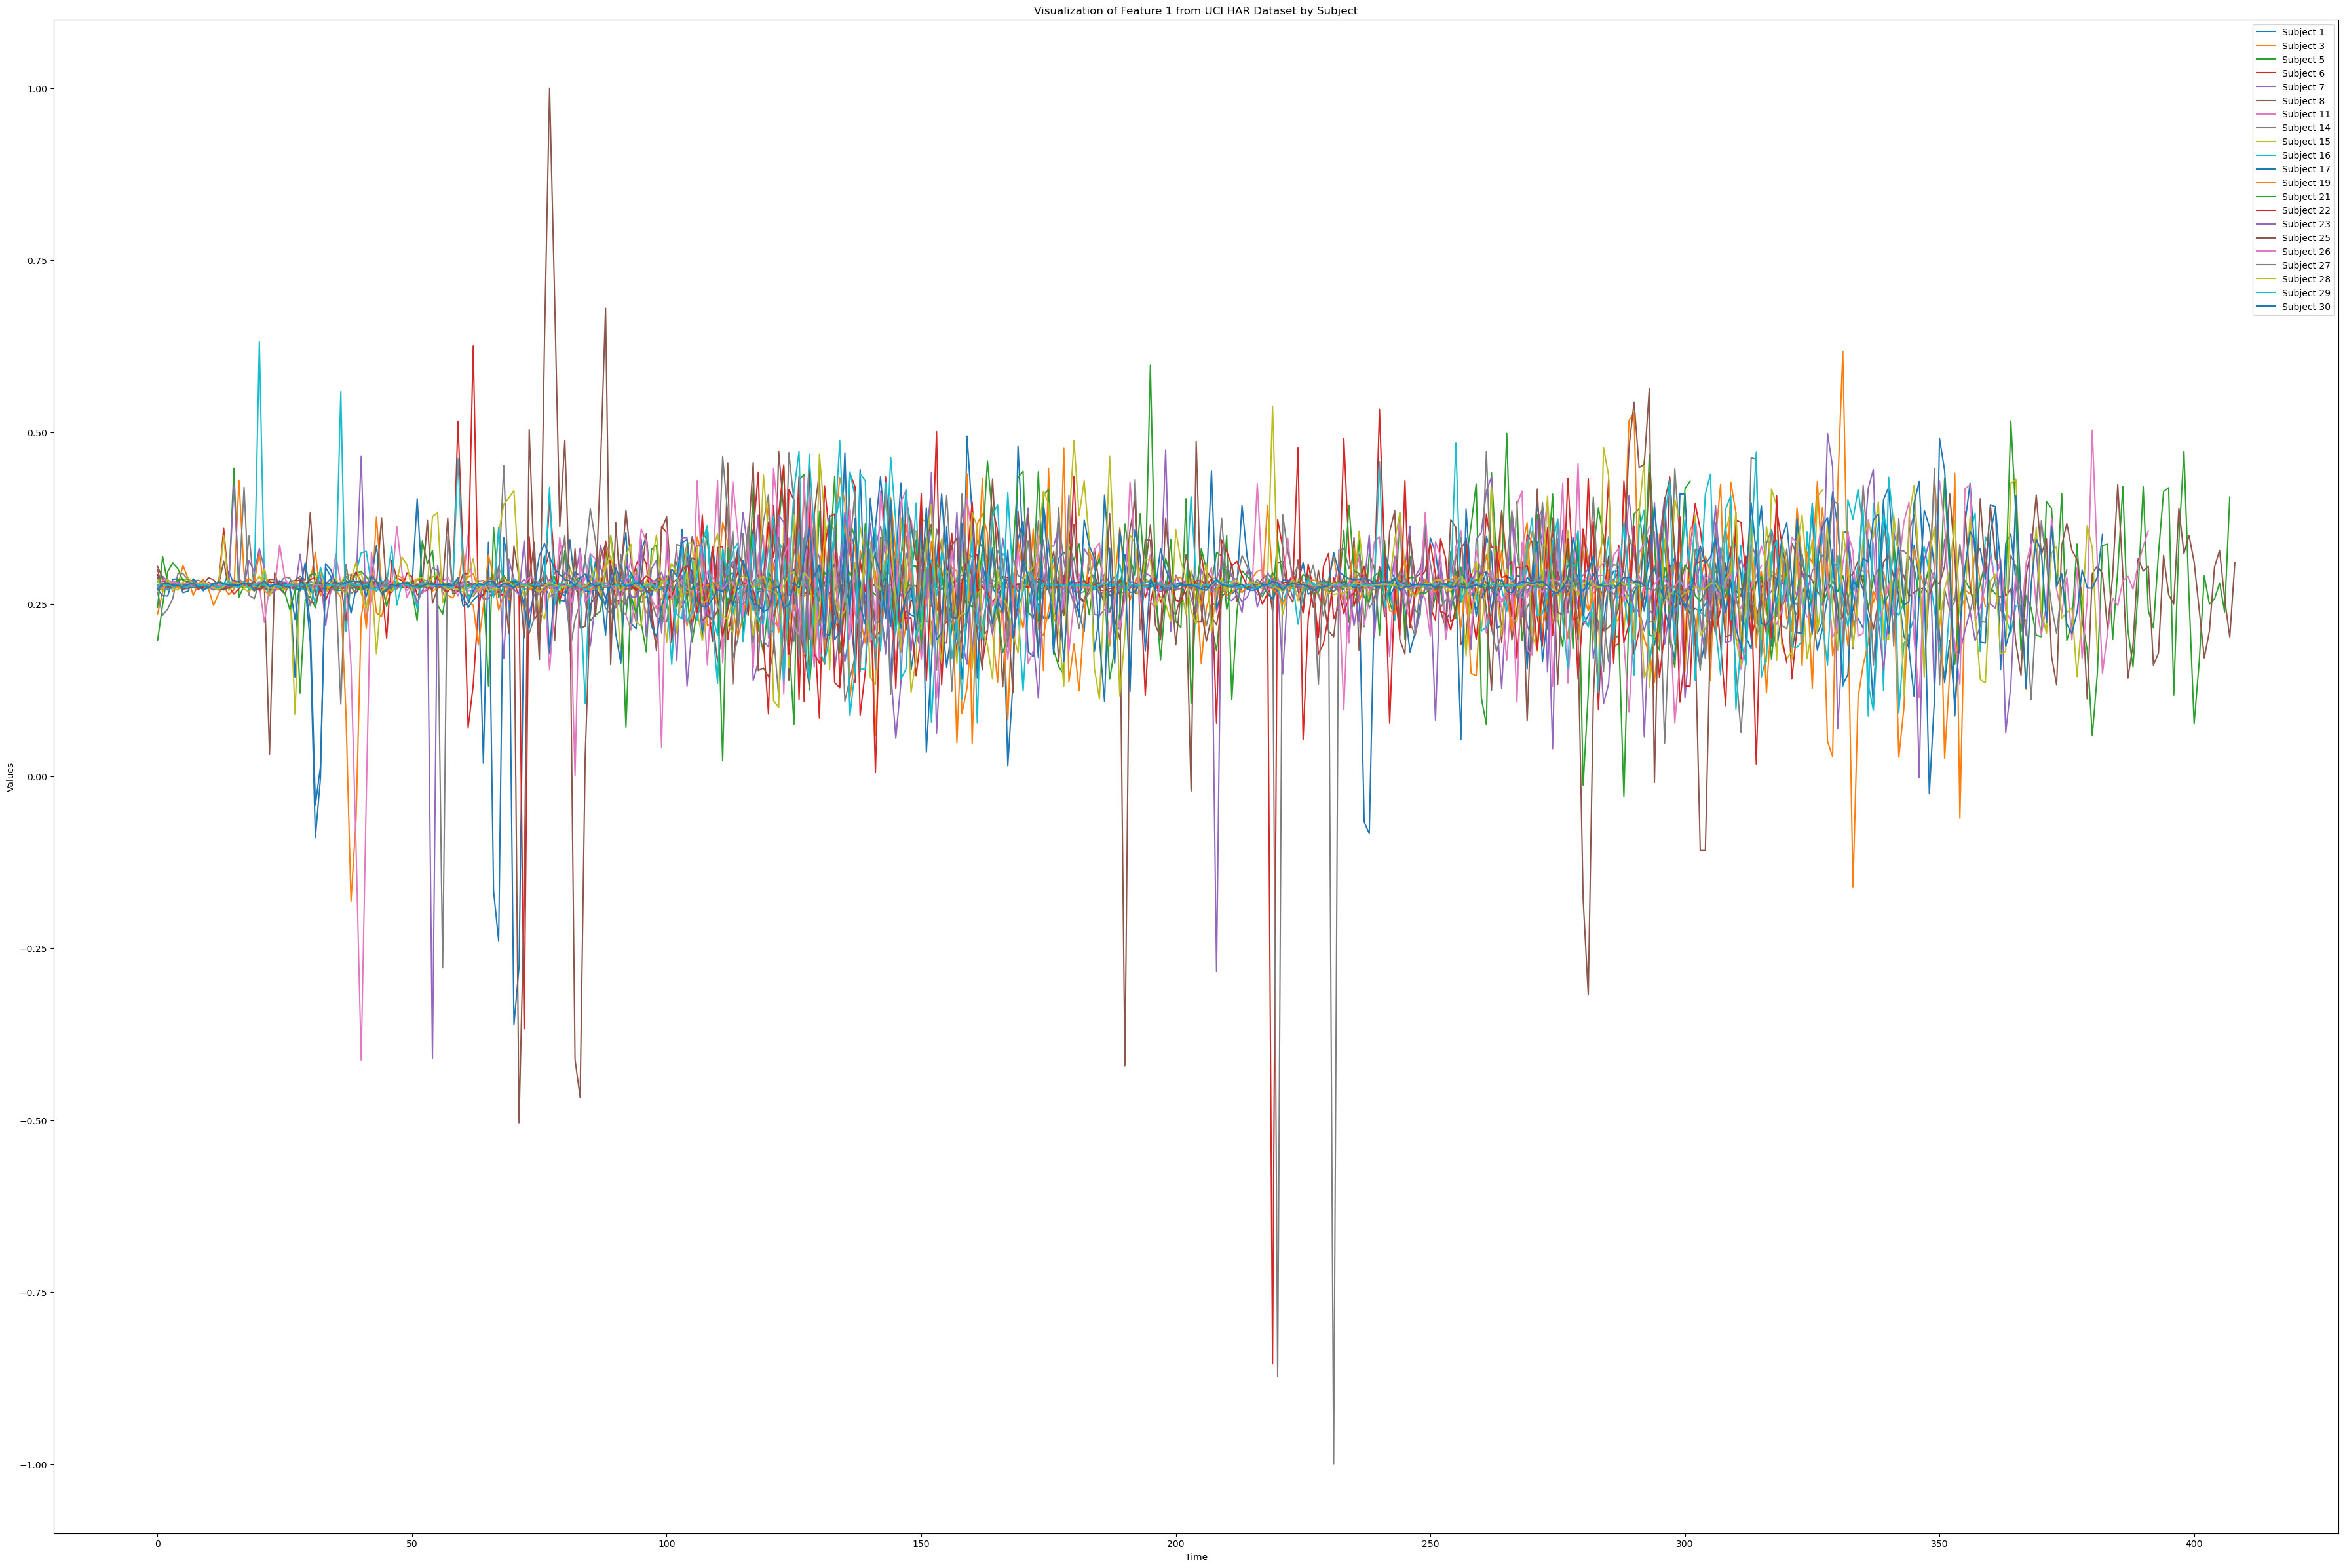 Visualization of Feature 1 from UCI HAR Dataset by Subject
Subject 1
Subject 3
Subject 5
Subject 6
Subject 7
Subject 8
Subject 11
Subject 14
Subject 15
Subject 16
Subject 17
Subject 19
Subject 21
Subject 22
Subject 23
Subject 25
Subject 26
Subject 27
Subject 28
Subject 29
Subject 30
1.00
0.75
0.50
0.25
0.00
−0.25
−0.50
−0.75
−1.00
Values
0 50 100 150 200 250 300 350 400
Time